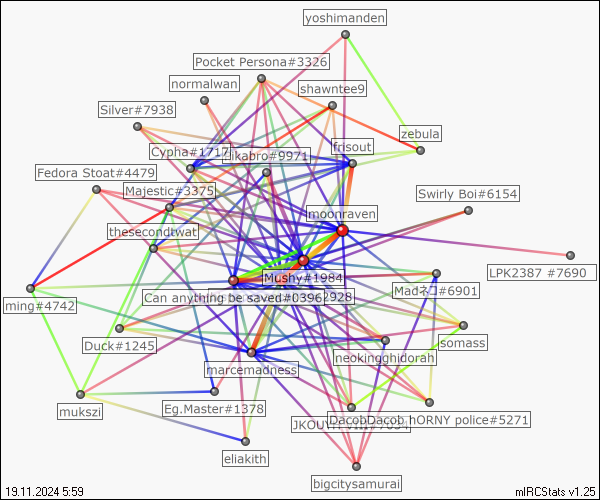 yoshimanden
Pocket Persona#3326
normalwan
shawntee9
Silver#7938
zebula
frisout
Cypha#1717
likabro#9971
Fedora Stoat#4479
Majestic#3375
Swirly Boi#6154
moonraven
thesecondtwat
LPK2387 #7690
Mushy#1984
Madネコ#6901
Can anything be saved#0396
2928
ming#4742
Duck#1245
somass
neokingghidorah
marcemadness
mukszi
Eg.Master#1378
JKOUWI
DacobDacob
hORNY police#5271
eliakith
bigcitysamurai
19.11.2024 5:59
mIRCStats v1.25